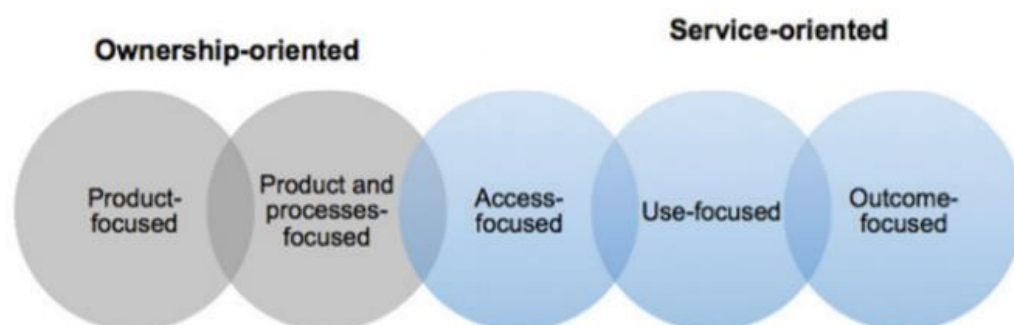 Ownership-oriented
Service-oriented
Product-
focused
Product and
processes-
focused
Access-
focused
Use-focused
Outcome-
focused